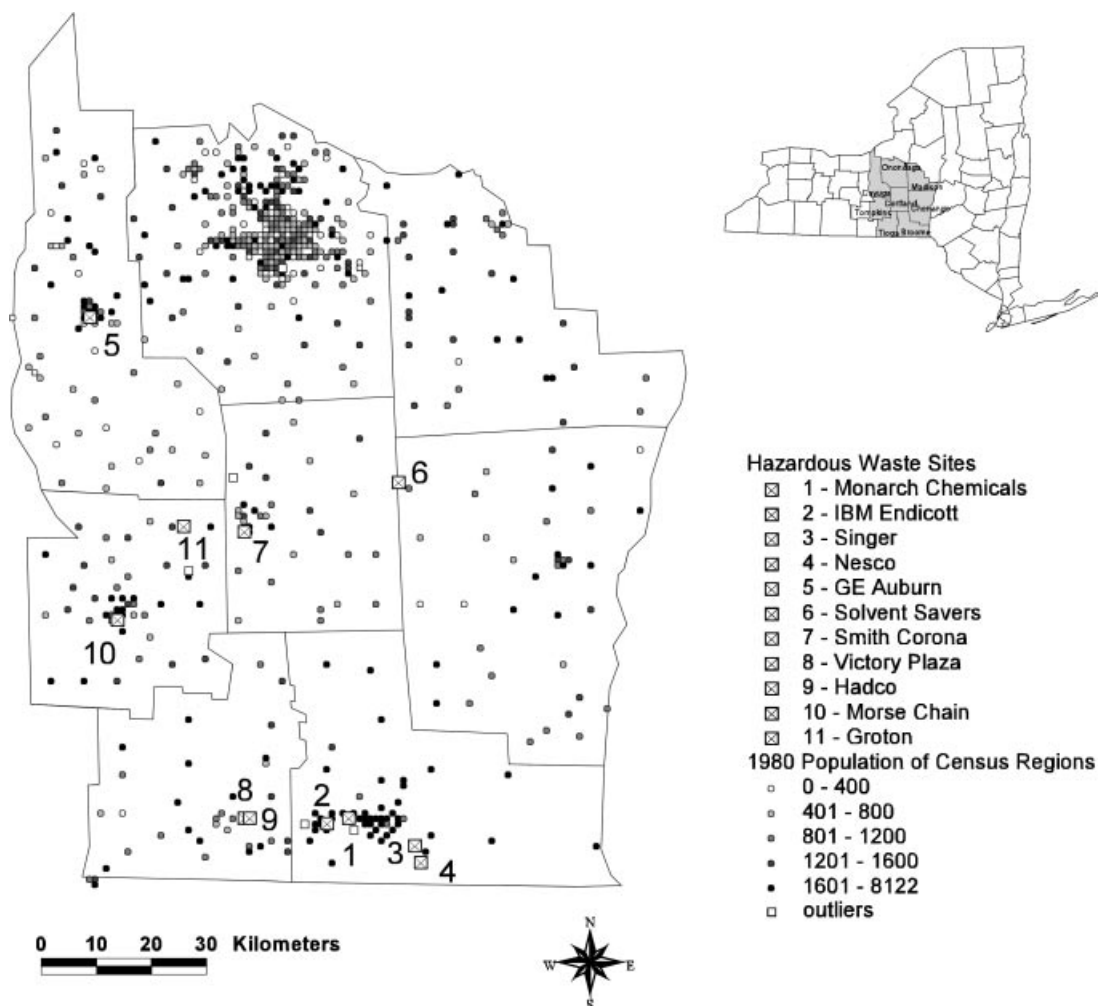 Onondaga
Madison
Cayuga
Cortland
Chenango
Tompkins
Tioga Broome
5
6
7
11
10
8
9
2
1
3
4
Hazardous Waste Sites
1 - Monarch Chemicals
2 - IBM Endicott
3 - Singer
4 - Nesco
5 - GE Auburn
6 - Solvent Savers
7 - Smith Corona
8 - Victory Plaza
9 - Hadco
10 - Morse Chain
11 - Groton
1980 Population of Census Regions
0 - 400
401 - 800
801 - 1200
1201 - 1600
1601 - 8122
outliers
0 10 20 30 Kilometers
N
W E
S